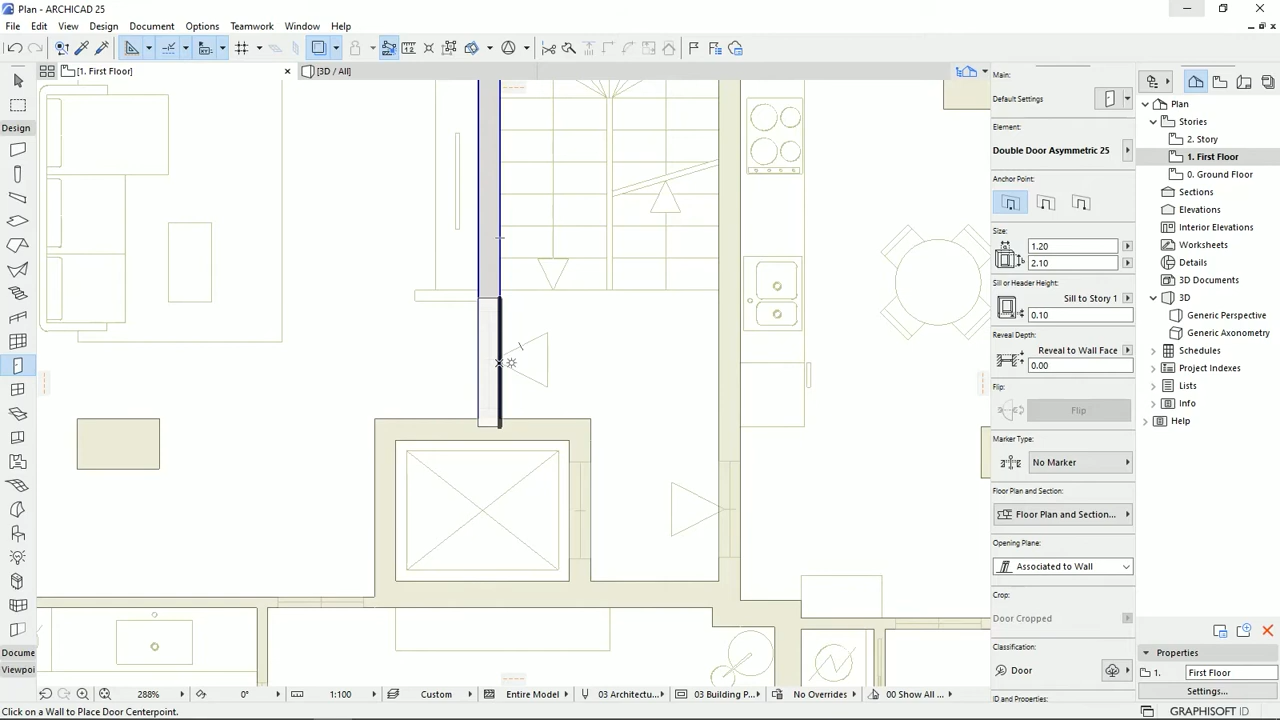 Plan - ARCHICAD 25
File Edit View Design Document Options Teamwork Window Help
[1. First Floor]
[3D / All]
Design
Docume
Viewpoi
Main:
Default Settings
Element:
Double Door Asymmetric 25
Anchor Point:
Size:
1.20
2.10
Sill or Header Height:
Sill to Story 1
0.10
Reveal Depth:
Reveal to Wall Face
0.00
Flip:
Flip
Marker Type:
No Marker
Floor Plan and Section:
Floor Plan and Section...
Opening Plane:
Associated to Wall
Crop:
Door Cropped
Classification:
Door
ID and Properties:
Plan
Stories
2. Story
1. First Floor
0. Ground Floor
Sections
Elevations
Interior Elevations
Worksheets
Details
3D Documents
3D
Generic Perspective
Generic Axonometry
Schedules
Project Indexes
Lists
Info
Help
Properties
1. First Floor
Settings...
288% 0° 1:100 Custom Entire Model 03 Architectu... 03 Building P... No Overrides 00 Show All ...
Click on a Wall to Place Door Centerpoint.
GRAPHISOFT ID